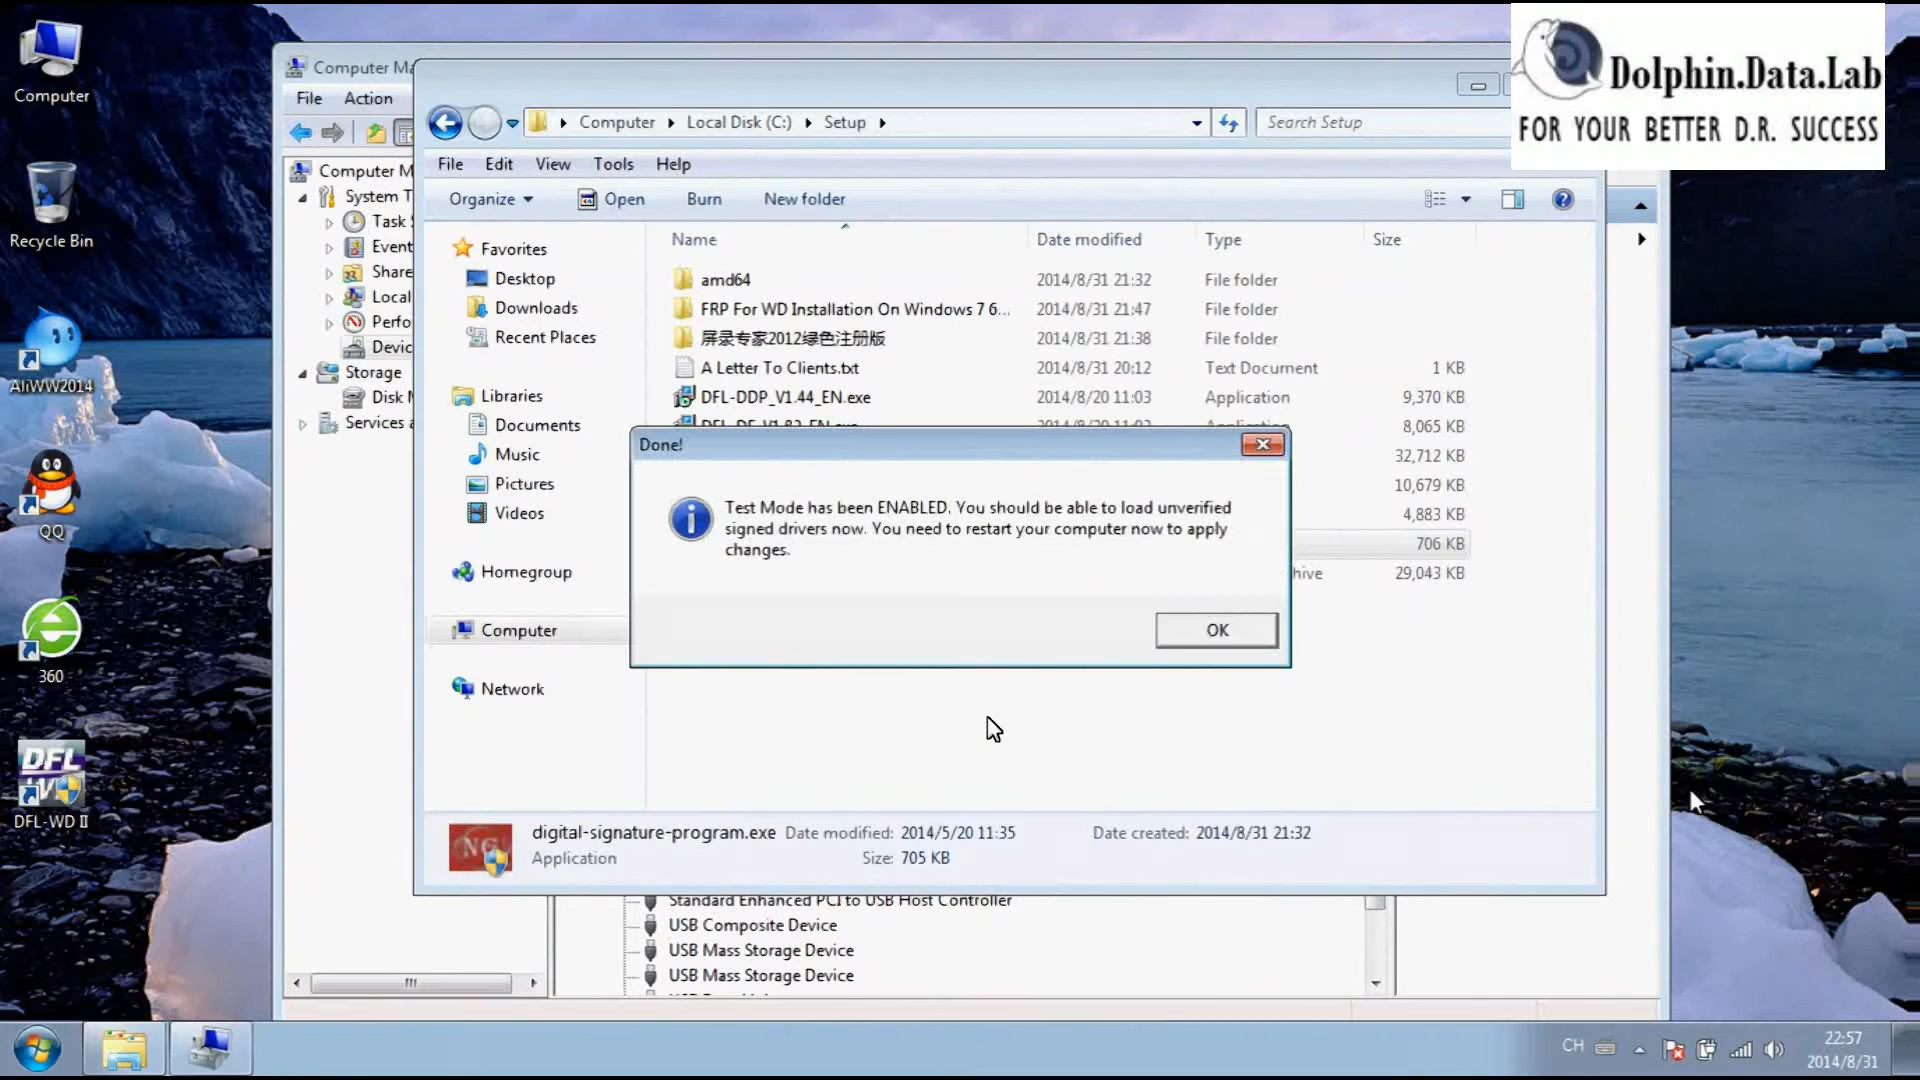 Computer
Recycle Bin
AliWW2014
QQ
360
DFL-WD II
Dolphin.Data.Lab
FOR YOUR BETTER D.R. SUCCESS
Computer Ma
File Action
Computer M
System T
Task
Event
Share
Local
Perfo
Devic
Storage
Disk M
Services a
Computer Local Disk (C:) Setup
Search Setup
File Edit View Tools Help
Organize Open Burn New folder
Favorites
Desktop
Downloads
Recent Places
Libraries
Documents
Music
Pictures
Videos
Homegroup
Computer
Network
Name Date modified Type Size
amd64 2014/8/31 21:32 File folder
FRP For WD Installation On Windows 7 6... 2014/8/31 21:47 File folder
屏录专家2012绿色注册版 2014/8/31 21:38 File folder
A Letter To Clients.txt 2014/8/31 20:12 Text Document 1 KB
DFL-DDP_V1.44_EN.exe 2014/8/20 11:03 Application 9,370 KB
8,065 KB
32,712 KB
10,679 KB
4,883 KB
706 KB
hive 29,043 KB
Done!
Test Mode has been ENABLED. You should be able to load unverified
signed drivers now. You need to restart your computer now to apply
changes.
OK
NG
digital-signature-program.exe Date modified: 2014/5/20 11:35 Date created: 2014/8/31 21:32
Application Size: 705 KB
Standard Enhanced PCI to USB Host Controller
USB Composite Device
USB Mass Storage Device
USB Mass Storage Device
CH
22:57
2014/8/31